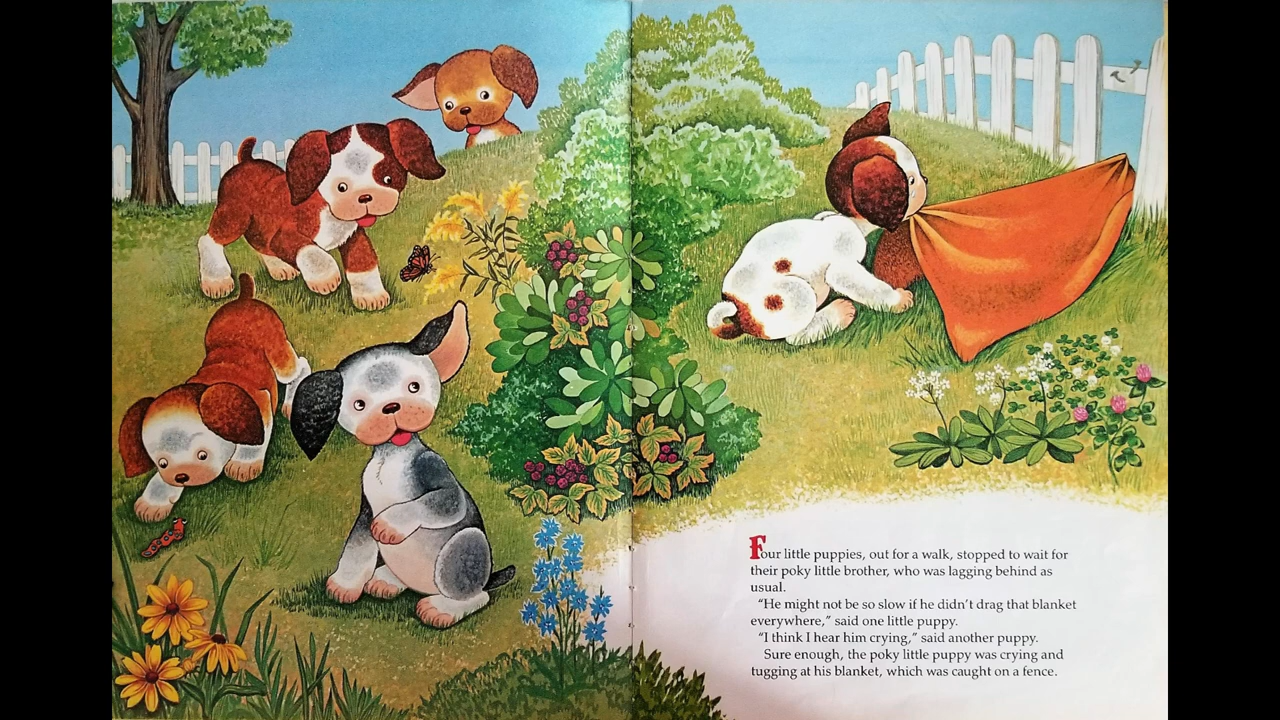 Four little puppies, out for a walk, stopped to wait for
their poky little brother, who was lagging behind as
usual.
“He might not be so slow if he didn’t drag that blanket
everywhere,” said one little puppy.
“I think I hear him crying,” said another puppy.
Sure enough, the poky little puppy was crying and
tugging at his blanket, which was caught on a fence.